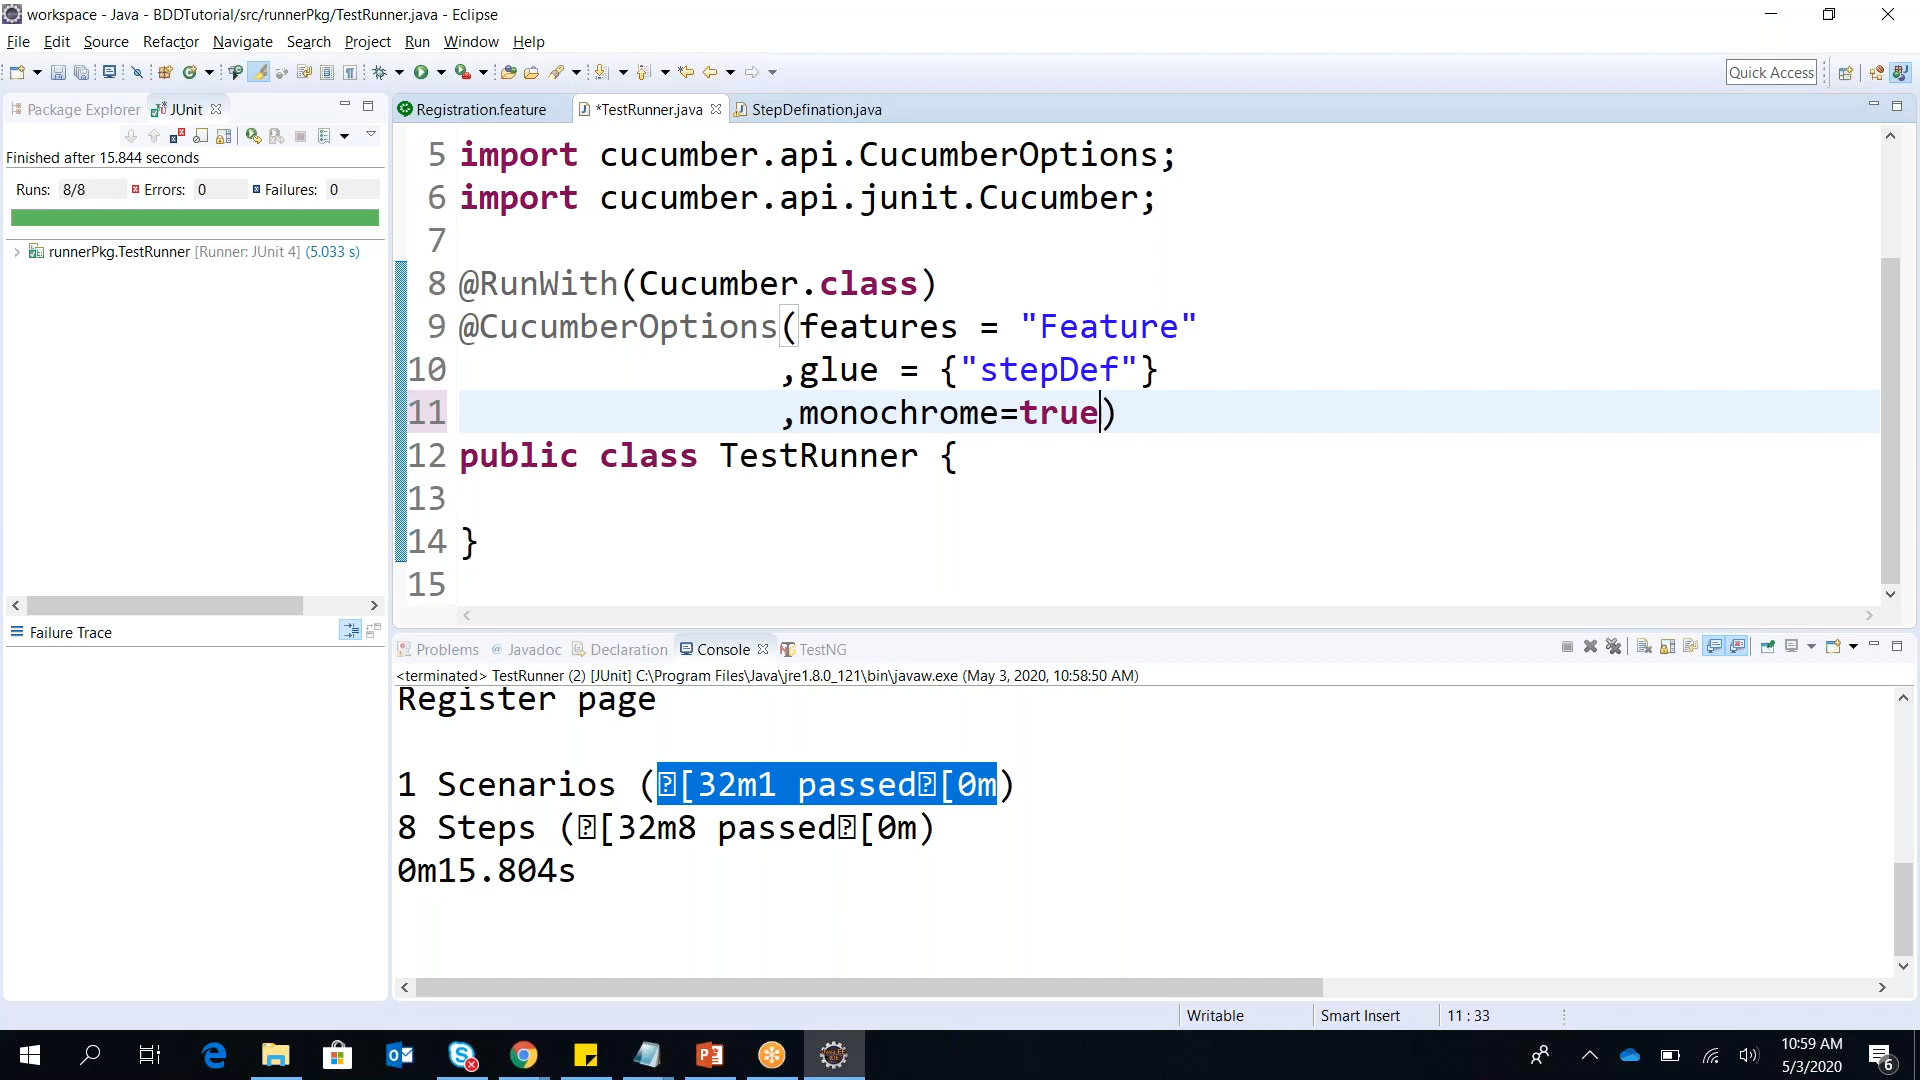 workspace - Java - BDDTutorial/src/runnerPkg/TestRunner.java - Eclipse
File Edit Source Refactor Navigate Search Project Run Window Help
Quick Access
Package Explorer JUnit
Registration.feature *TestRunner.java StepDefination.java
Finished after 15.844 seconds
Runs: 8/8 Errors: 0 Failures: 0
runnerPkg.TestRunner [Runner: JUnit 4] (5.033 s)
Failure Trace
5 import cucumber.api.CucumberOptions;
6 import cucumber.api.junit.Cucumber;
7
8 @RunWith(Cucumber.class)
9 @CucumberOptions(features = "Feature"
10 ,glue = {"stepDef"}
11 ,monochrome=true)
12 public class TestRunner {
13
14 }
15
Problems @ Javadoc Declaration Console TestNG
<terminated> TestRunner (2) [JUnit] C:\Program Files\Java\jre1.8.0_121\bin\javaw.exe (May 3, 2020, 10:58:50 AM)
Register page
1 Scenarios (�[32m1 passed�[0m)
8 Steps (�[32m8 passed�[0m)
0m15.804s
Writable Smart Insert 11 : 33
10:59 AM
5/3/2020
6